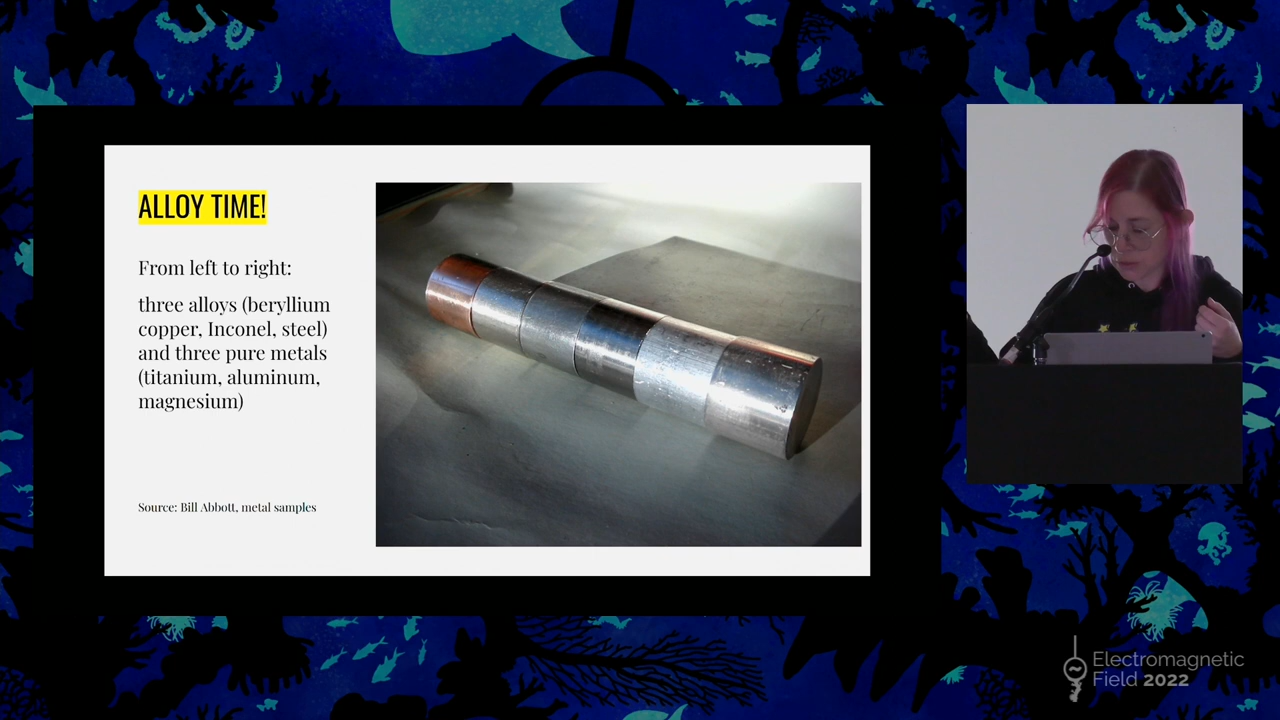 ALLOY TIME!
From left to right:
three alloys (beryllium
copper, Inconel, steel)
and three pure metals
(titanium, aluminum,
magnesium)
Source: Bill Abbott, metal samples
Electromagnetic
Field 2022